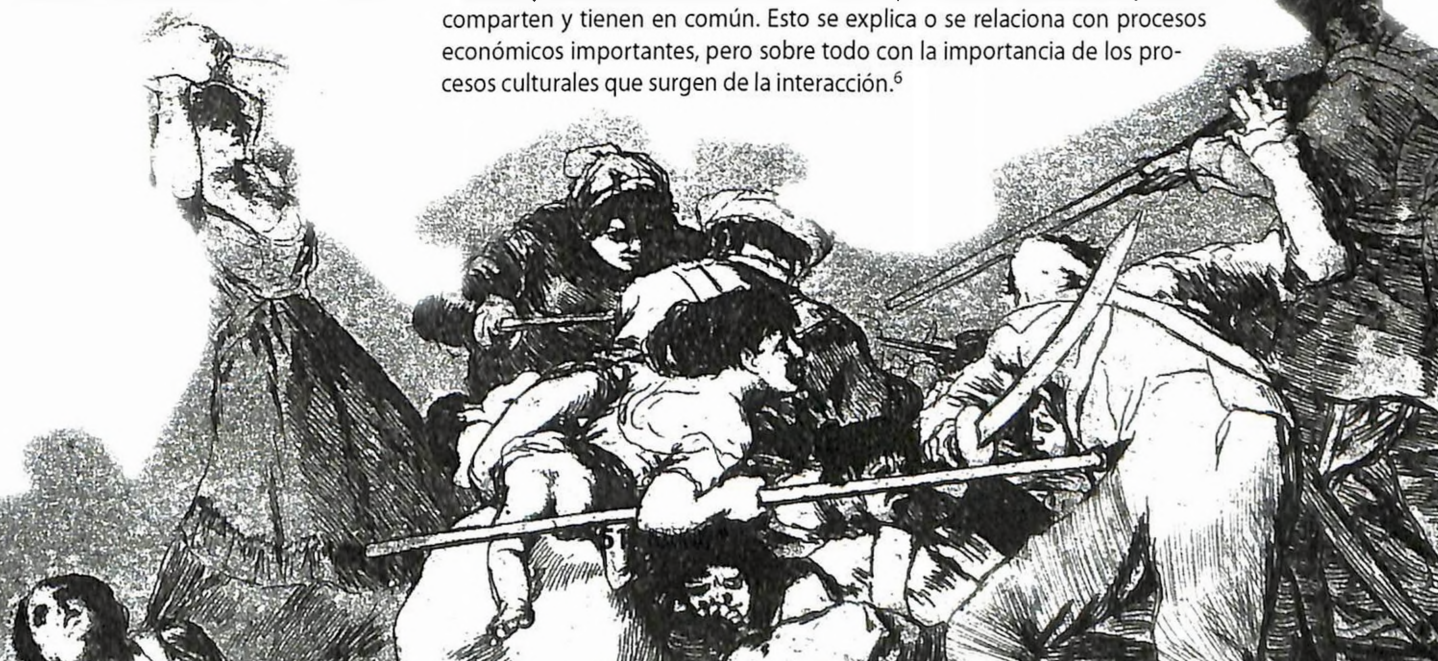 comparten y tienen en común. Esto se explica o se relaciona con procesos
económicos importantes, pero sobre todo con la importancia de los pro-
cesos culturales que surgen de la interacción.⁶